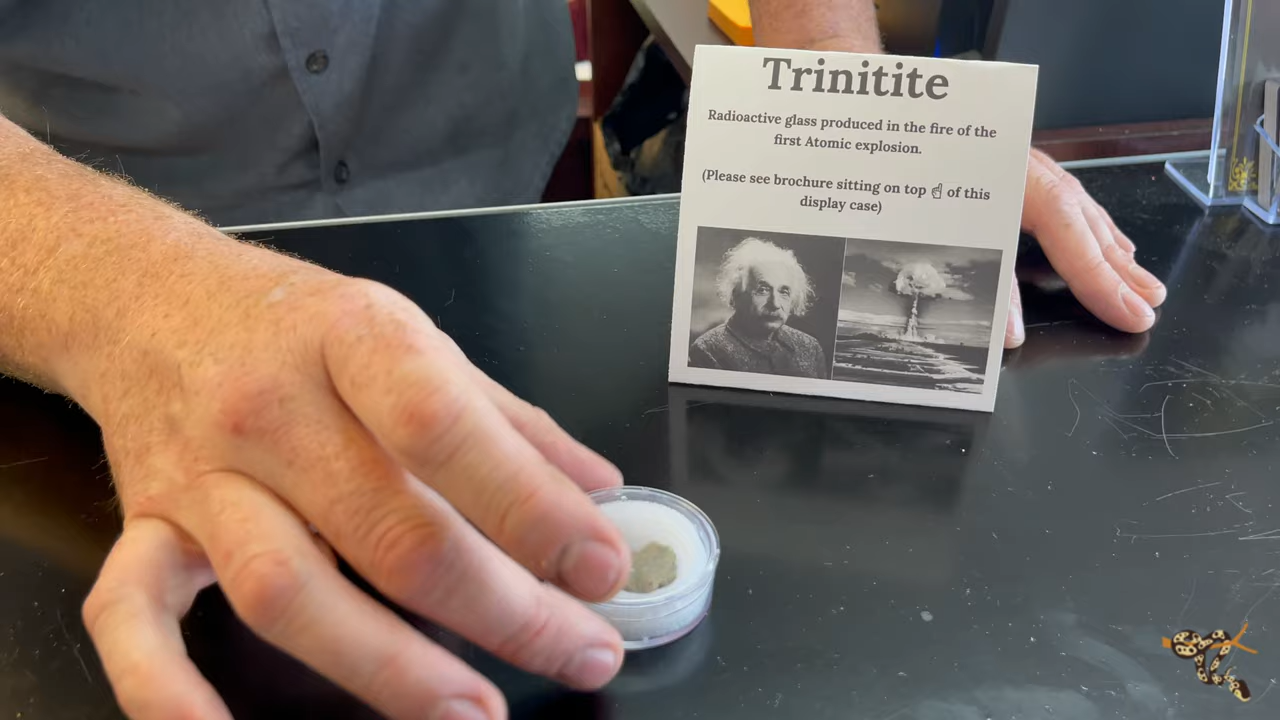 Trinitite
Radioactive glass produced in the fire of the
first Atomic explosion.
(Please see brochure sitting on top ☝ of this
display case)